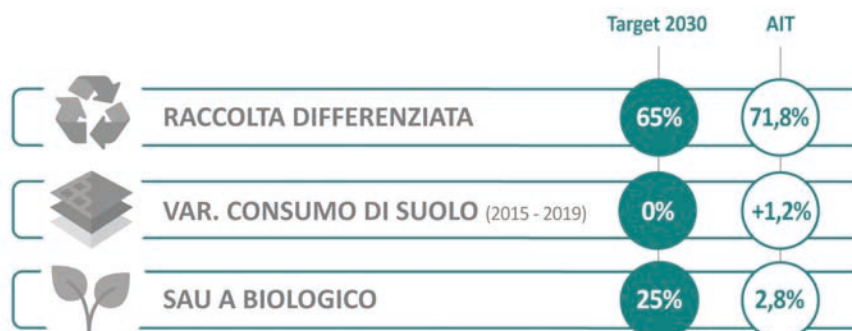 Target 2030 AIT
RACCOLTA DIFFERENZIATA 65% 71,8%
VAR. CONSUMO DI SUOLO (2015 - 2019) 0% +1,2%
SAU A BIOLOGICO 25% 2,8%